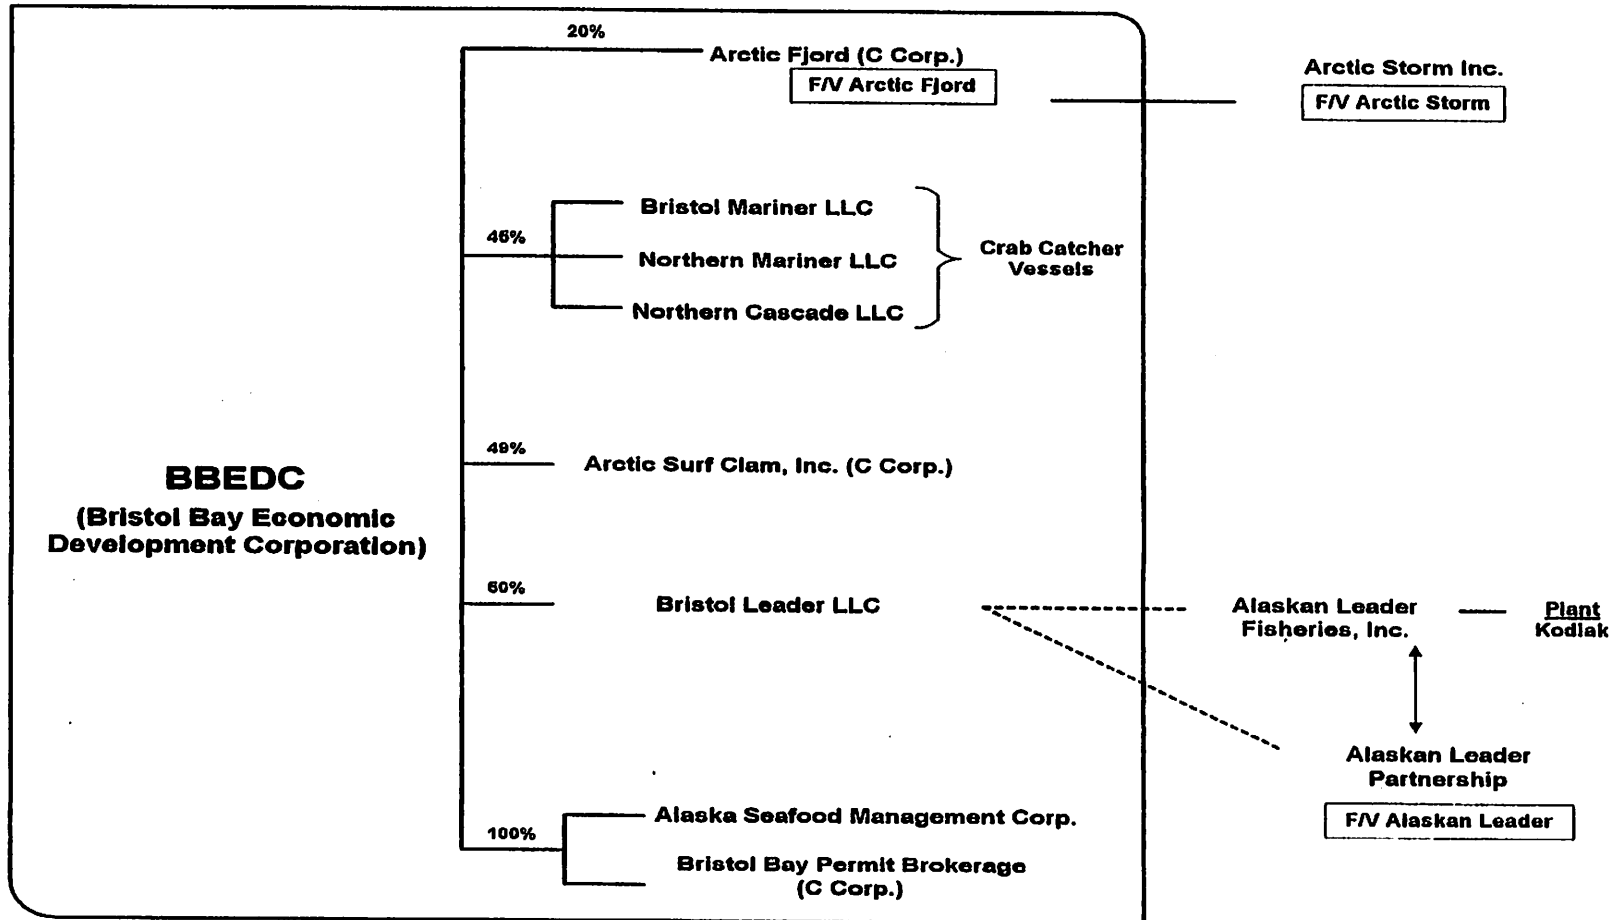 20%
Arctic Fjord (C Corp.)
F/V Arctic Fjord
Arctic Storm Inc.
F/V Arctic Storm
45%
Bristol Mariner LLC
Northern Mariner LLC
Northern Cascade LLC
Crab Catcher
Vessels
BBEDC
(Bristol Bay Economic
Development Corporation)
49%
Arctic Surf Clam, Inc. (C Corp.)
50%
Bristol Leader LLC
Alaskan Leader
Fisheries, Inc.
Plant
Kodiak
Alaskan Leader
Partnership
F/V Alaskan Leader
100%
Alaska Seafood Management Corp.
Bristol Bay Permit Brokerage
(C Corp.)